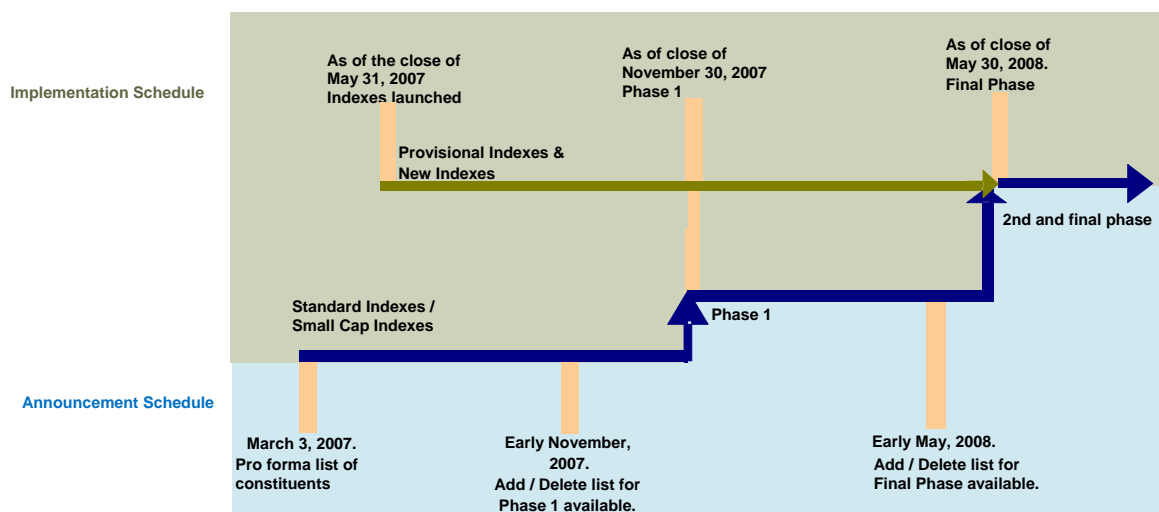 As of the close of
May 31, 2007
Indexes launched
As of close of
November 30, 2007
Phase 1
As of close of
May 30, 2008.
Final Phase
Implementation Schedule
Provisional Indexes &
New Indexes
2nd and final phase
Standard Indexes /
Small Cap Indexes
Phase 1
Announcement Schedule
March 3, 2007.
Pro forma list of
constituents
Early November,
2007.
Add / Delete list for
Phase 1 available.
Early May, 2008.
Add / Delete list for
Final Phase available.